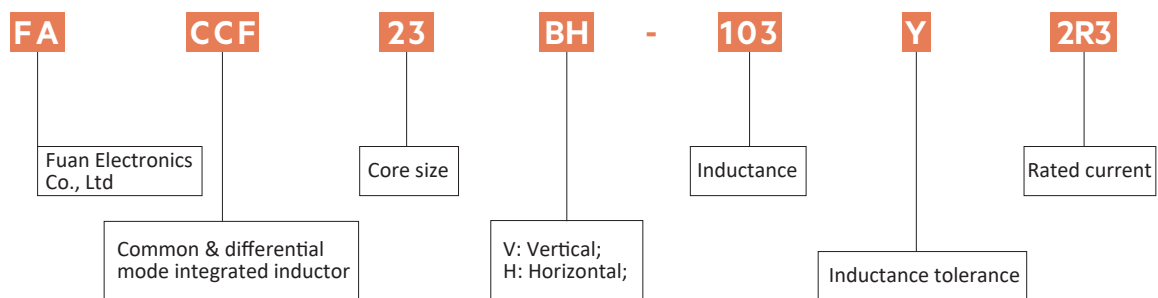 FA CCF 23 BH - 103 Y 2R3
Fuan Electronics
Co., Ltd
Core size
Inductance
Rated current
Common & differential
mode integrated inductor
V: Vertical;
H: Horizontal;
Inductance tolerance